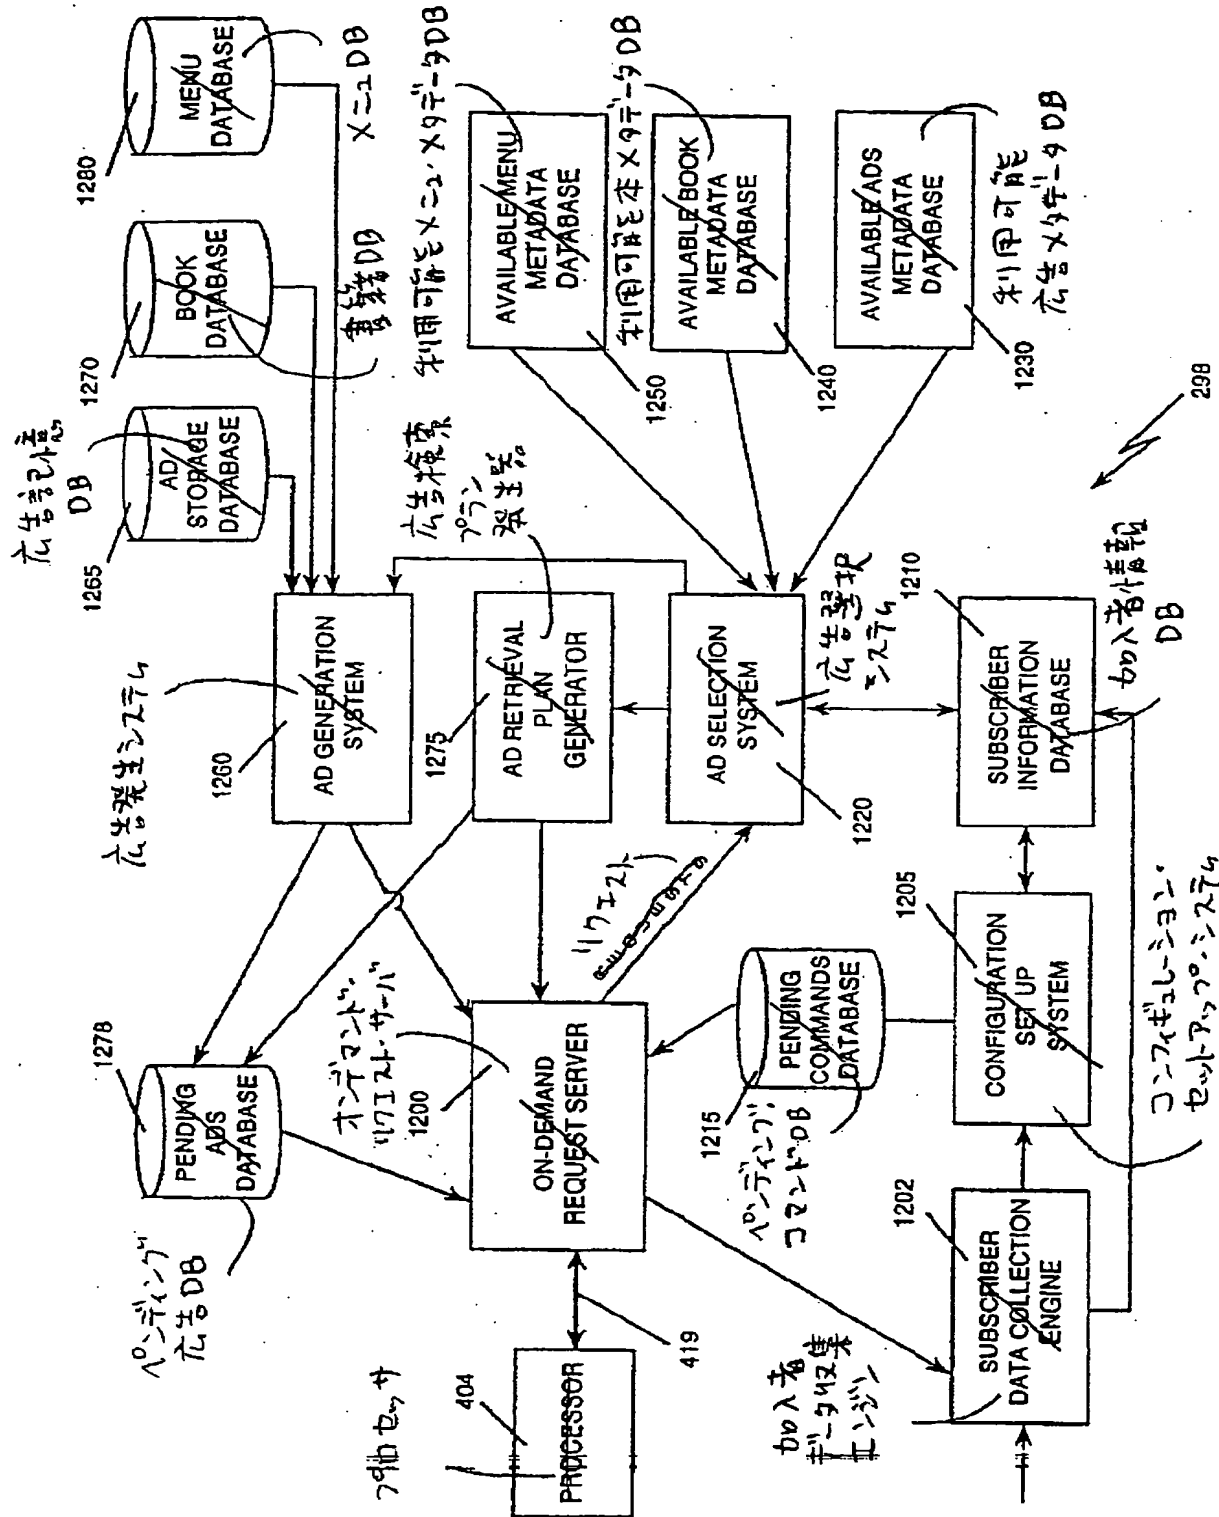 1280
MENU
DATABASE
メニュDB
1270
BOOK
DATABASE
書籍DB
1265
AD
STORAGE
DATABASE
広告記憶
DB
1250
AVAILABLE MENU
METADATA
DATABASE
利用可能なメニュ・メタデータDB
1240
AVAILABLE BOOK
METADATA
DATABASE
利用可能な本メタデータDB
1230
AVAILABLE ADS
METADATA
DATABASE
利用可能
広告メタデータDB
298
1260
AD GENERATION
SYSTEM
広告発生システム
1275
AD RETRIEVAL
PLAN
GENERATOR
広告検索
プラン
発生器
1220
AD SELECTION
SYSTEM
広告選択
システム
1210
SUBSCRIBER
INFORMATION
DATABASE
加入者情報
DB
1278
PENDING
ADS
DATABASE
ペンディング
広告DB
1200
ON-DEMAND
REQUEST SERVER
オンデマンド・
リクエスト・サーバ
REQUESTS
リクエスト
1215
PENDING
COMMANDS
DATABASE
ペンディング・
コマンドDB
1205
CONFIGURATION
SET UP
SYSTEM
コンフィギュレーション・
セットアップ・システム
404
PROCESSOR
プロセッサ
419
1202
SUBSCRIBER
DATA COLLECTION
ENGINE
加入者
データ収集
エンジン